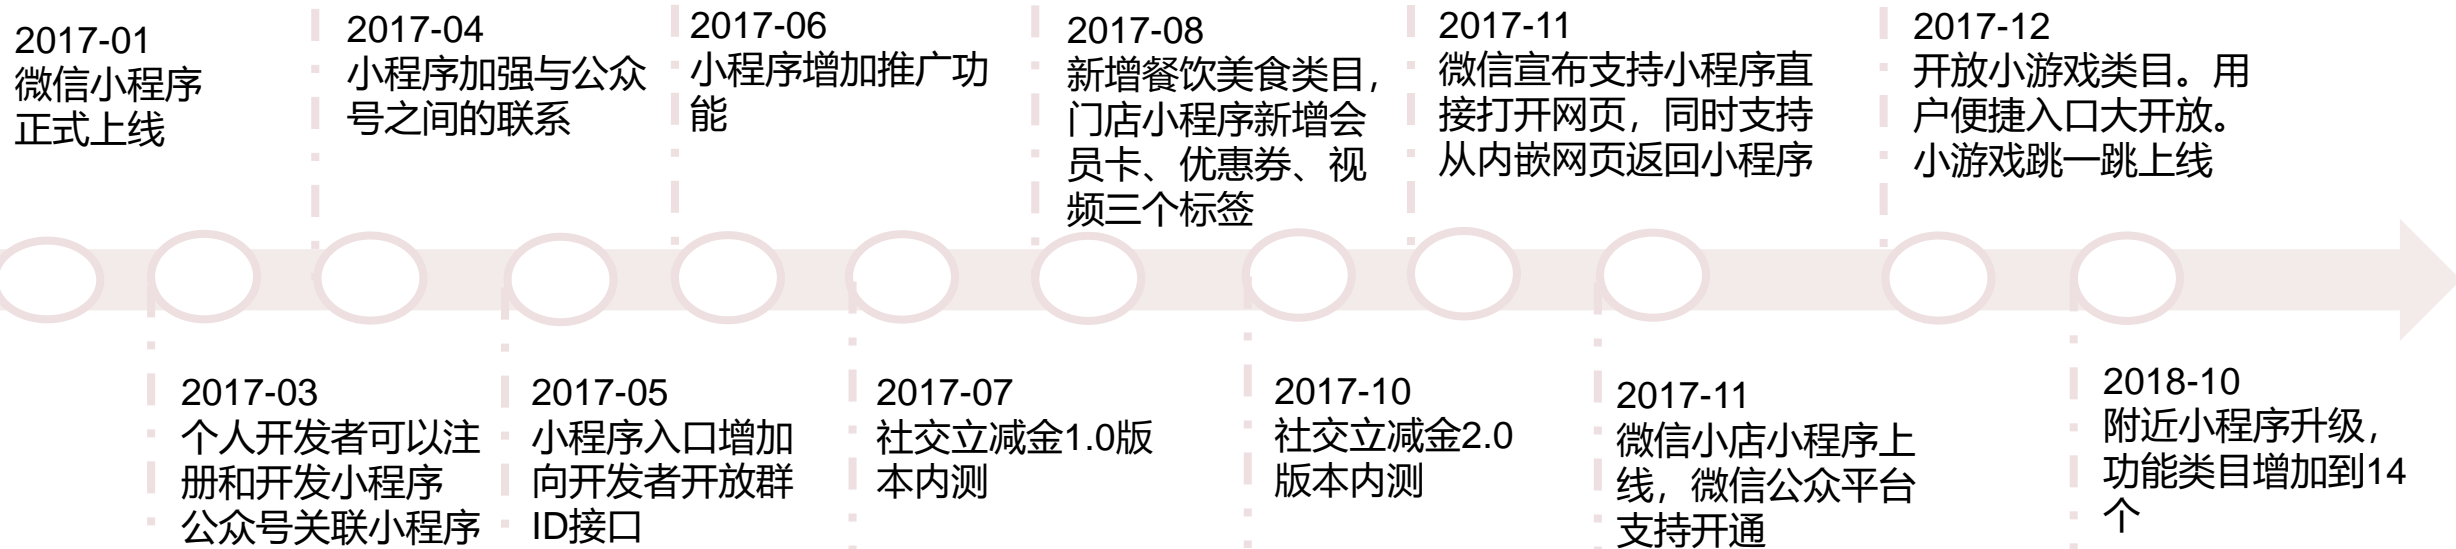 2017-01
微信小程序
正式上线
2017-04
小程序加强与公众
号之间的联系
2017-06
小程序增加推广功
能
2017-08
新增餐饮美食类目，
门店小程序新增会
员卡、优惠券、视
频三个标签
2017-11
微信宣布支持小程序直
接打开网页，同时支持
从内嵌网页返回小程序
2017-12
开放小游戏类目。用
户便捷入口大开放。
小游戏跳一跳上线
2017-03
个人开发者可以注
册和开发小程序
公众号关联小程序
2017-05
小程序入口增加
向开发者开放群
ID接口
2017-07
社交立减金1.0版
本内测
2017-10
社交立减金2.0
版本内测
2017-11
微信小店小程序上
线，微信公众平台
支持开通
2018-10
附近小程序升级，
功能类目增加到14
个